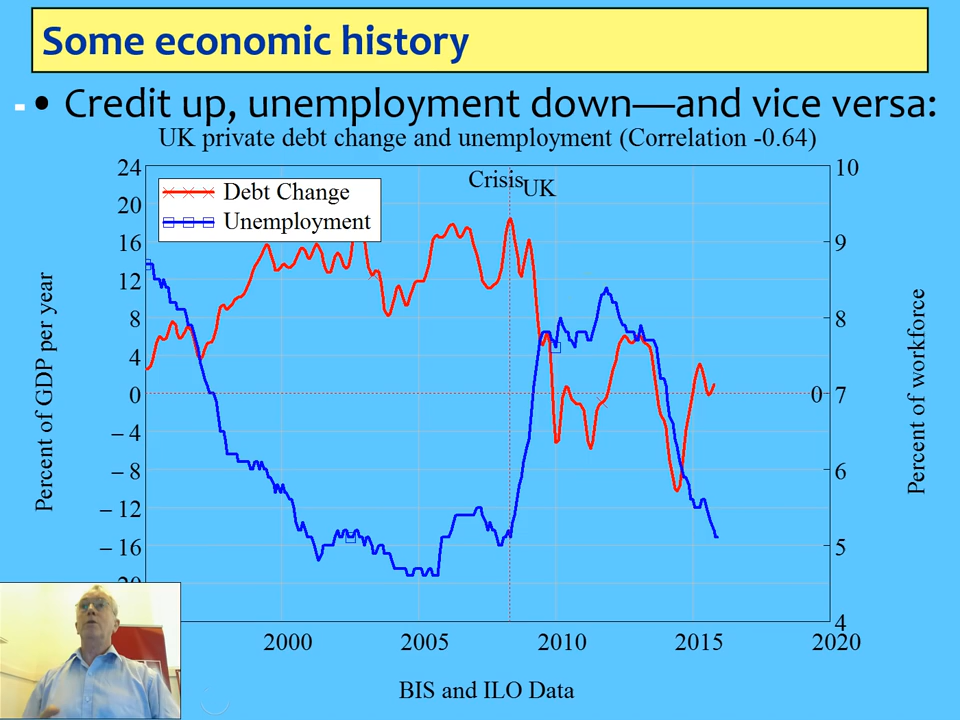 Some economic history
• Credit up, unemployment down—and vice versa:
UK private debt change and unemployment (Correlation -0.64)
24
20
16
12
8
4
0
– 4
– 8
– 12
– 16
20
Percent of GDP per year
Debt Change
Unemployment
Crisis
UK
10
9
8
0 7
6
5
4
Percent of workforce
2000
2005
2010
2015
2020
BIS and ILO Data